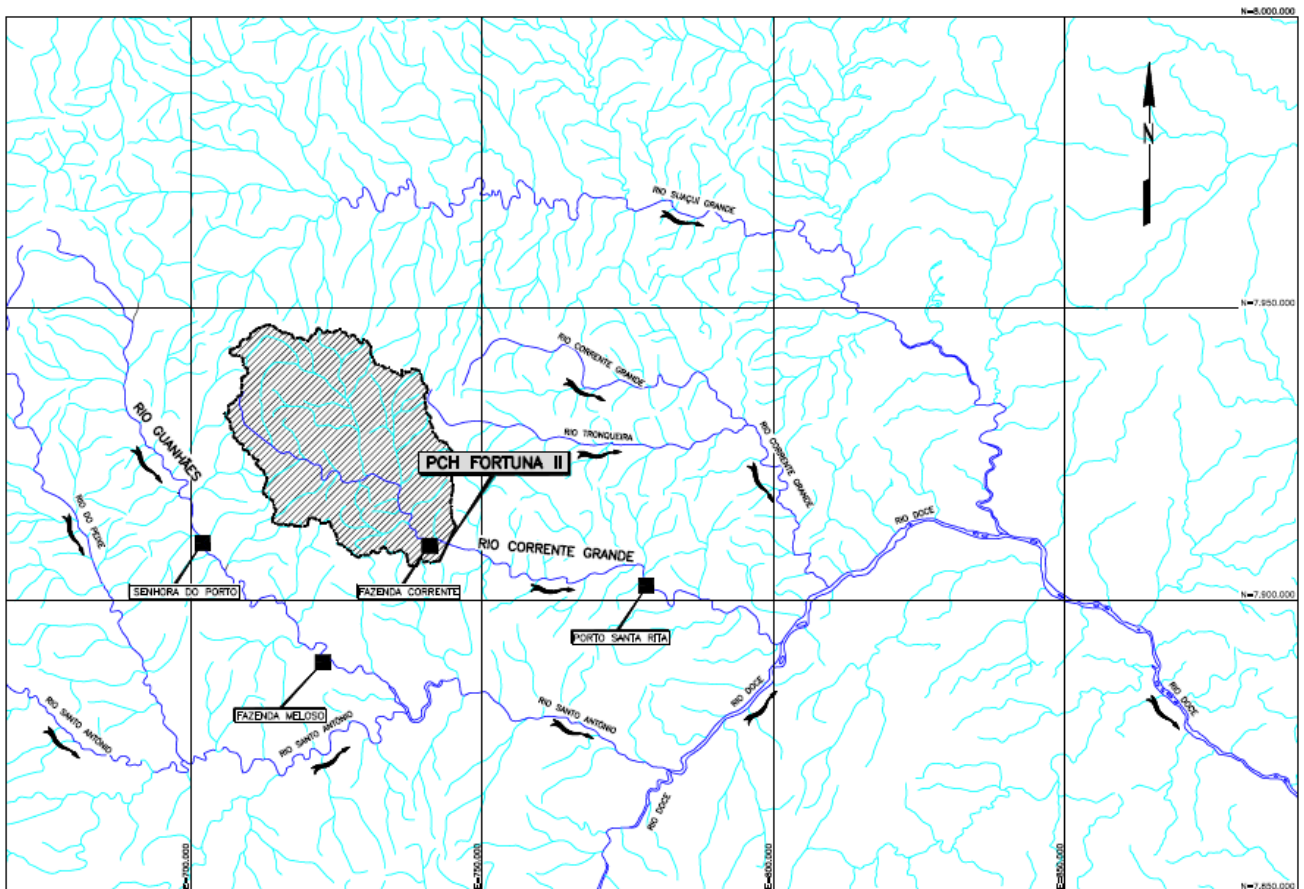 N=8.000.000
N
RIO SUAÇUÍ GRANDE
N=7.950.000
RIO CORRENTE GRANDE
RIO GUANHÃES
RIO TRONQUEIRA
RIO CORRENTE GRANDE
PCH FORTUNA II
RIO DO PEIXE
RIO DOCE
RIO CORRENTE GRANDE
SENHORA DO PORTO
FAZENDA CORRENTE
N=7.900.000
PORTO SANTA RITA
RIO SANTO ANTÔNIO
FAZENDA MELOSO
RIO SANTO ANTÔNIO
RIO SANTO ANTÔNIO
RIO DOCE
RIO DOCE
RIO DOCE
E=700.000
E=750.000
E=800.000
E=850.000
N=7.850.000